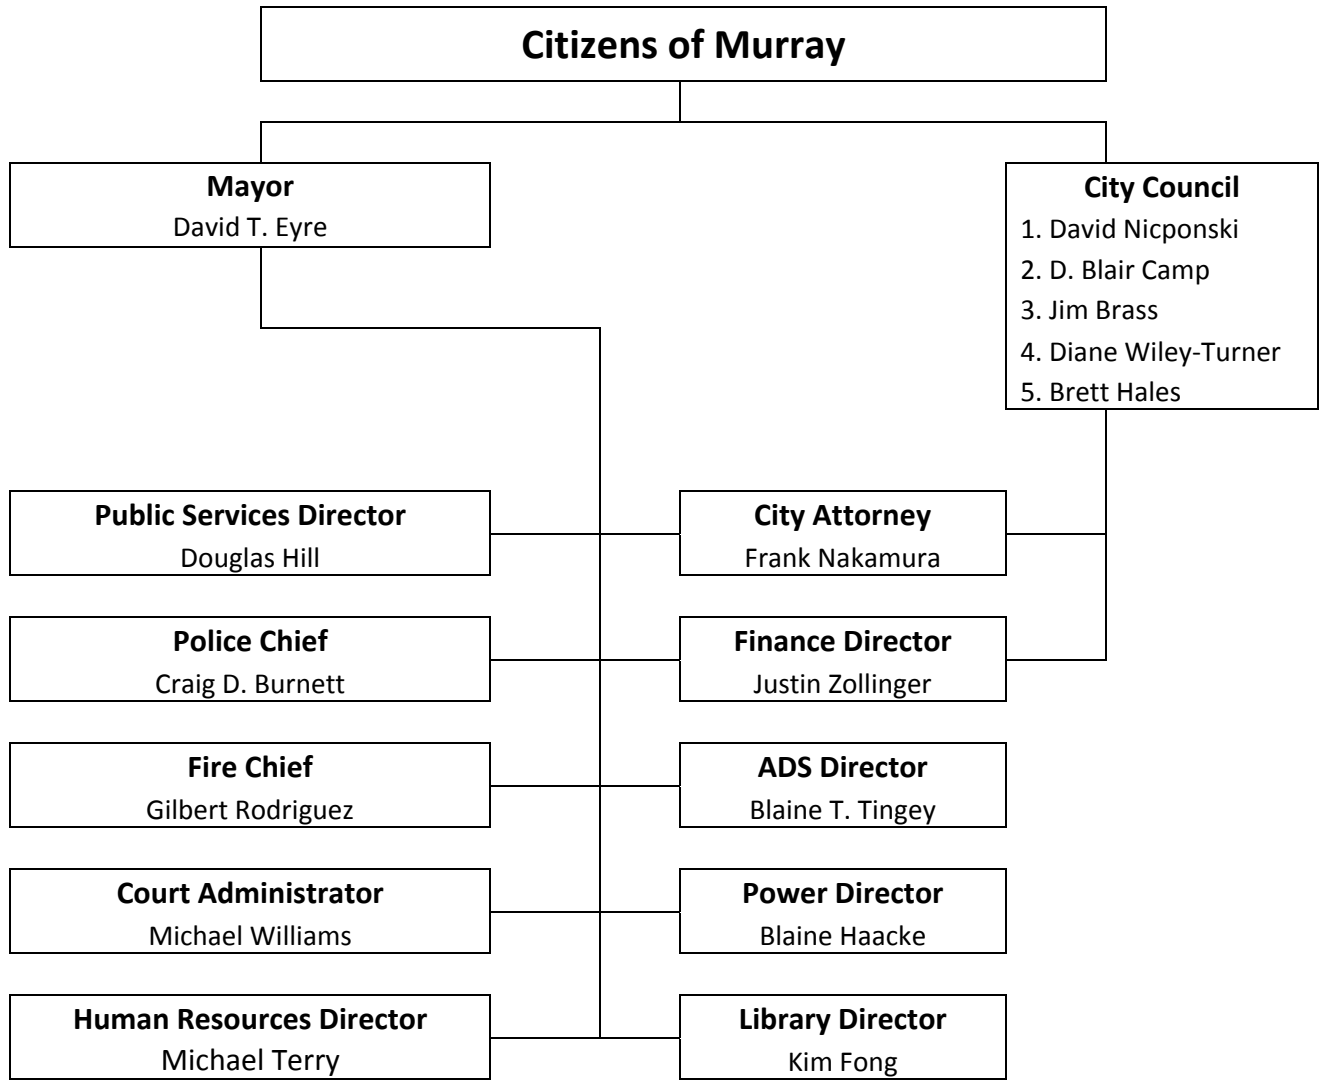 Citizens of Murray
Mayor
David T. Eyre
City Council
1. David Nicponski
2. D. Blair Camp
3. Jim Brass
4. Diane Wiley-Turner
5. Brett Hales
Public Services Director
Douglas Hill
City Attorney
Frank Nakamura
Police Chief
Craig D. Burnett
Finance Director
Justin Zollinger
Fire Chief
Gilbert Rodriguez
ADS Director
Blaine T. Tingey
Court Administrator
Michael Williams
Power Director
Blaine Haacke
Human Resources Director
Michael Terry
Library Director
Kim Fong